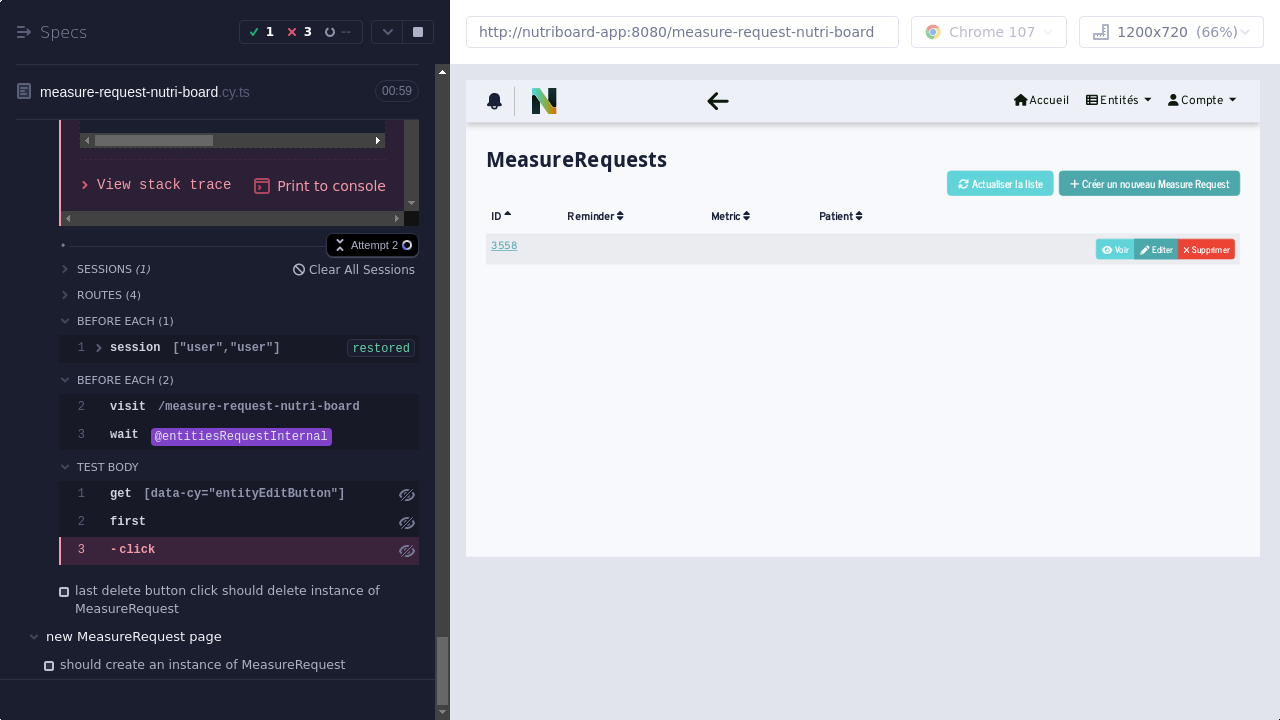 Specs
1
3
--
http://nutriboard-app:8080/measure-request-nutri-board
Chrome 107
1200x720 (66%)
measure-request-nutri-board.cy.ts
00:59
View stack trace
Print to console
Attempt 2
SESSIONS (1)
Clear All Sessions
ROUTES (4)
BEFORE EACH (1)
1 session ["user","user"] restored
BEFORE EACH (2)
2 visit /measure-request-nutri-board
3 wait @entitiesRequestInternal
TEST BODY
1 get [data-cy="entityEditButton"]
2 first
3 -click
last delete button click should delete instance of
MeasureRequest
new MeasureRequest page
should create an instance of MeasureRequest
N
Accueil
Entités
Compte
MeasureRequests
Actualiser la liste
Créer un nouveau Measure Request
ID Reminder Metric Patient
3558
Voir
Editer
Supprimer